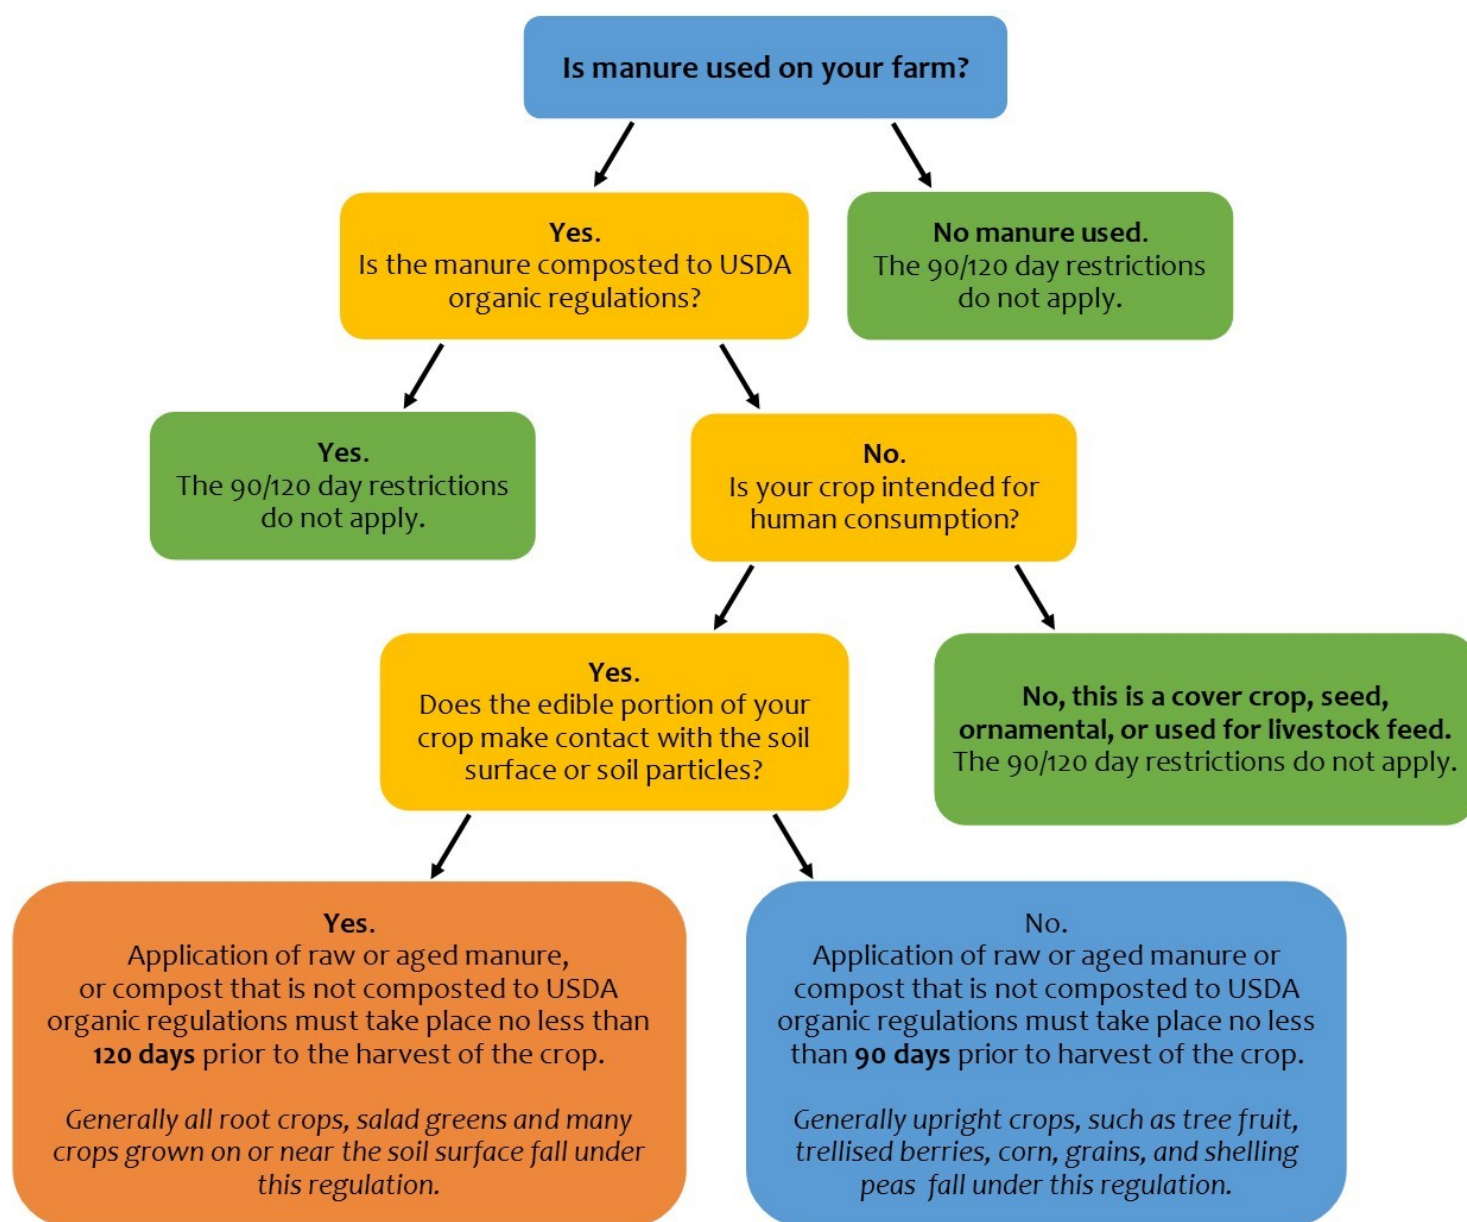 Is manure used on your farm?
Yes.
Is the manure composted to USDA
organic regulations?
No manure used.
The 90/120 day restrictions
do not apply.
Yes.
The 90/120 day restrictions
do not apply.
No.
Is your crop intended for
human consumption?
Yes.
Does the edible portion of your
crop make contact with the soil
surface or soil particles?
No, this is a cover crop, seed,
ornamental, or used for livestock feed.
The 90/120 day restrictions do not apply.
Yes.
Application of raw or aged manure,
or compost that is not composted to USDA
organic regulations must take place no less than
120 days prior to the harvest of the crop.
Generally all root crops, salad greens and many
crops grown on or near the soil surface fall under
this regulation.
No.
Application of raw or aged manure or
compost that is not composted to USDA
organic regulations must take place no less
than 90 days prior to harvest of the crop.
Generally upright crops, such as tree fruit,
trellised berries, corn, grains, and shelling
peas fall under this regulation.